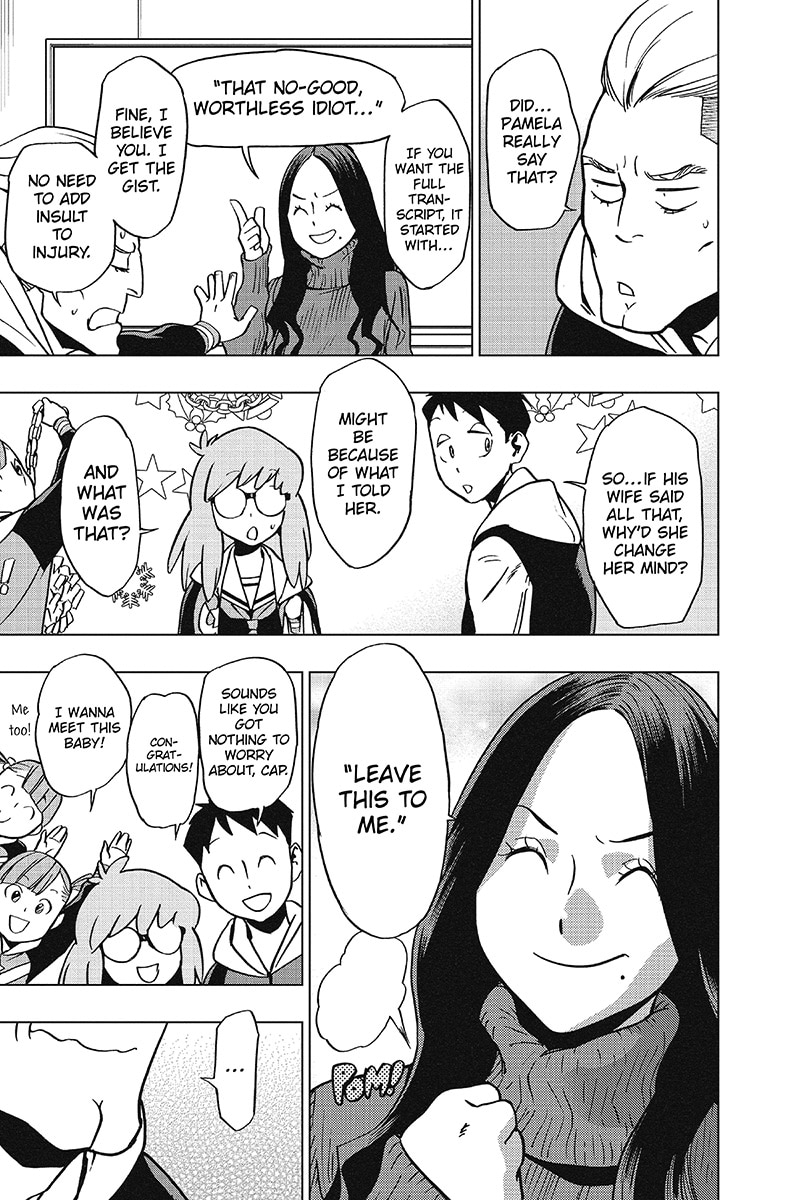 DID...
PAMELA
REALLY
SAY
THAT?
IF YOU
WANT THE
FULL
TRAN-
SCRIPT, IT
STARTED
WITH...
"THAT NO-GOOD,
WORTHLESS IDIOT..."
FINE, I
BELIEVE
YOU. I
GET THE
GIST.
NO NEED
TO ADD
INSULT
TO
INJURY.
SO...IF HIS
WIFE SAID
ALL THAT,
WHY'D SHE
CHANGE
HER MIND?
MIGHT
BE
BECAUSE
OF WHAT
I TOLD
HER.
AND
WHAT
WAS
THAT?
"LEAVE
THIS TO
ME."
POM!
SOUNDS
LIKE YOU
GOT
NOTHING TO
WORRY
ABOUT, CAP.
CON-
GRAT-
ULATIONS!
I WANNA
MEET THIS
BABY!
Me
too!
...